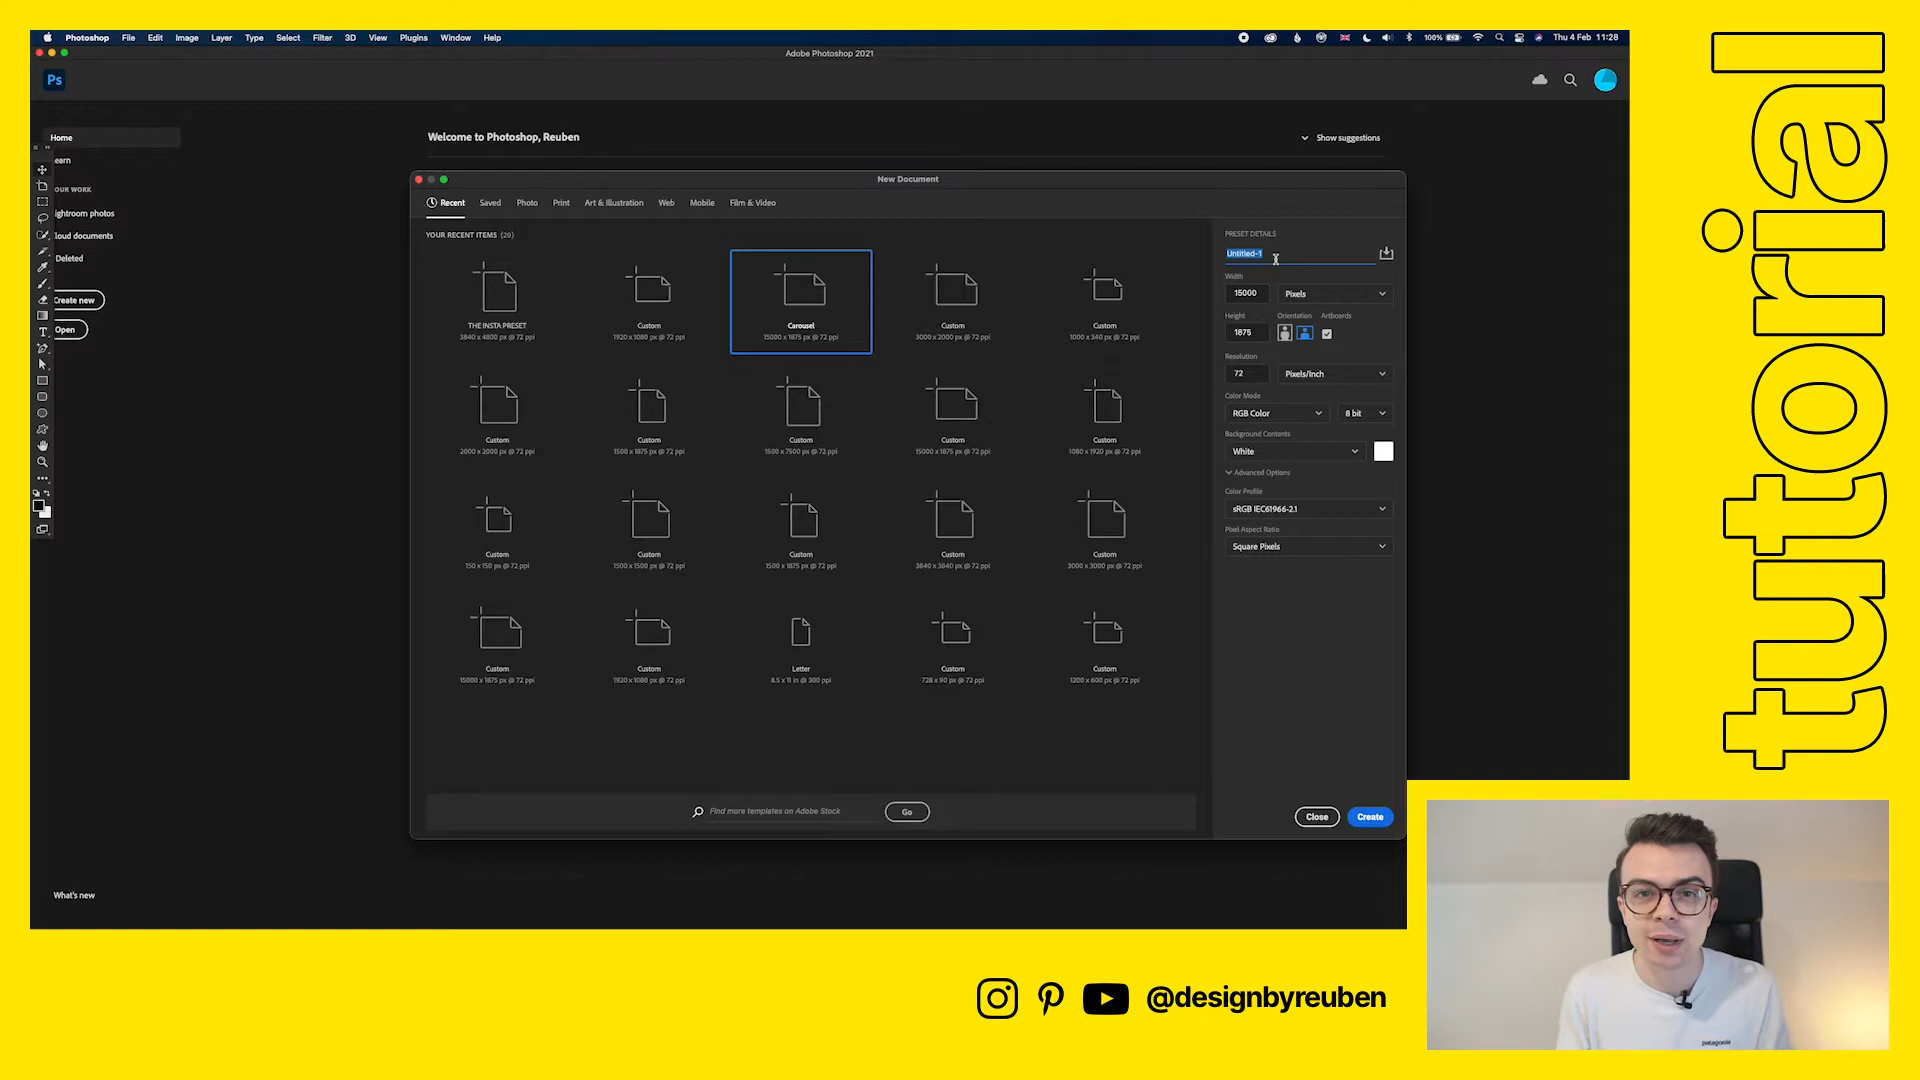 Photoshop File Edit Image Layer Type Select Filter 3D View Plugins Window Help 100% Thu 4 Feb 11:28
Adobe Photoshop 2021
Ps
Home
earn
OUR WORK
ightroom photos
loud documents
Deleted
Create new
Open
What's new
Welcome to Photoshop, Reuben
Show suggestions
New Document
Recent Saved Photo Print Art & Illustration Web Mobile Film & Video
YOUR RECENT ITEMS (20)
THE INSTA PRESET
3840 x 4800 px @ 72 ppi
Custom
1920 x 1080 px @ 72 ppi
Carousel
15000 x 1875 px @ 72 ppi
Custom
3000 x 2000 px @ 72 ppi
Custom
1000 x 340 px @ 72 ppi
Custom
2000 x 2000 px @ 72 ppi
Custom
1500 x 1875 px @ 72 ppi
Custom
1500 x 7500 px @ 72 ppi
Custom
15000 x 1875 px @ 72 ppi
Custom
1080 x 1920 px @ 72 ppi
Custom
150 x 150 px @ 72 ppi
Custom
1500 x 1500 px @ 72 ppi
Custom
1500 x 1875 px @ 72 ppi
Custom
3840 x 3840 px @ 72 ppi
Custom
3000 x 3000 px @ 72 ppi
Custom
15000 x 1875 px @ 72 ppi
Custom
1920 x 1080 px @ 72 ppi
Letter
8.5 x 11 in @ 300 ppi
Custom
728 x 90 px @ 72 ppi
Custom
1200 x 600 px @ 72 ppi
Find more templates on Adobe Stock
Go
PRESET DETAILS
Untitled-1
Width
15000 Pixels
Height Orientation Artboards
1875
Resolution
72 Pixels/Inch
Color Mode
RGB Color 8 bit
Background Contents
White
Advanced Options
Color Profile
sRGB IEC61966-2.1
Pixel Aspect Ratio
Square Pixels
Close Create
tutorial
@designbyreuben
patagonia